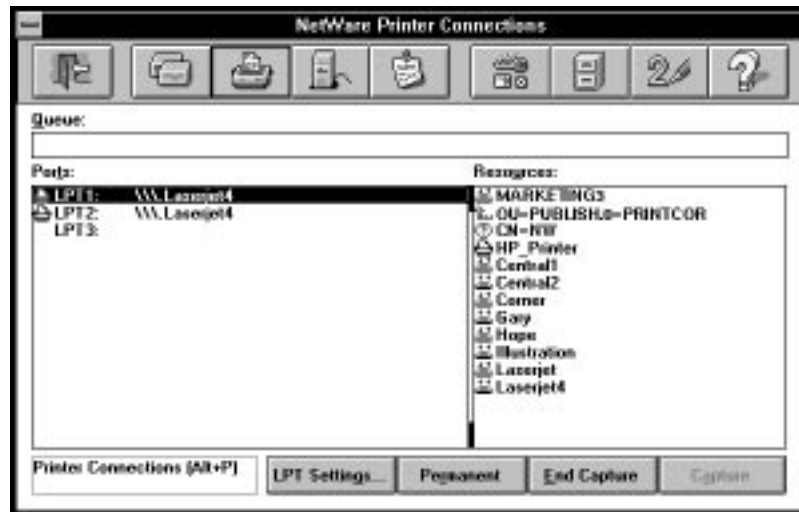 NetWare Printer Connections
2
?
Queue:
Ports:
LPT1: \\\.Laserjet4
LPT2: \\\.Laserjet4
LPT3:
Resources:
MARKETING3
OU=PUBLISH.o=PRINTCOR
CN=NW
HP_Printer
Central1
Central2
Corner
Gary
Hope
Illustration
Laserjet
Laserjet4
Printer Connections (Alt+P)
LPT Settings...
Permanent
End Capture
Capture